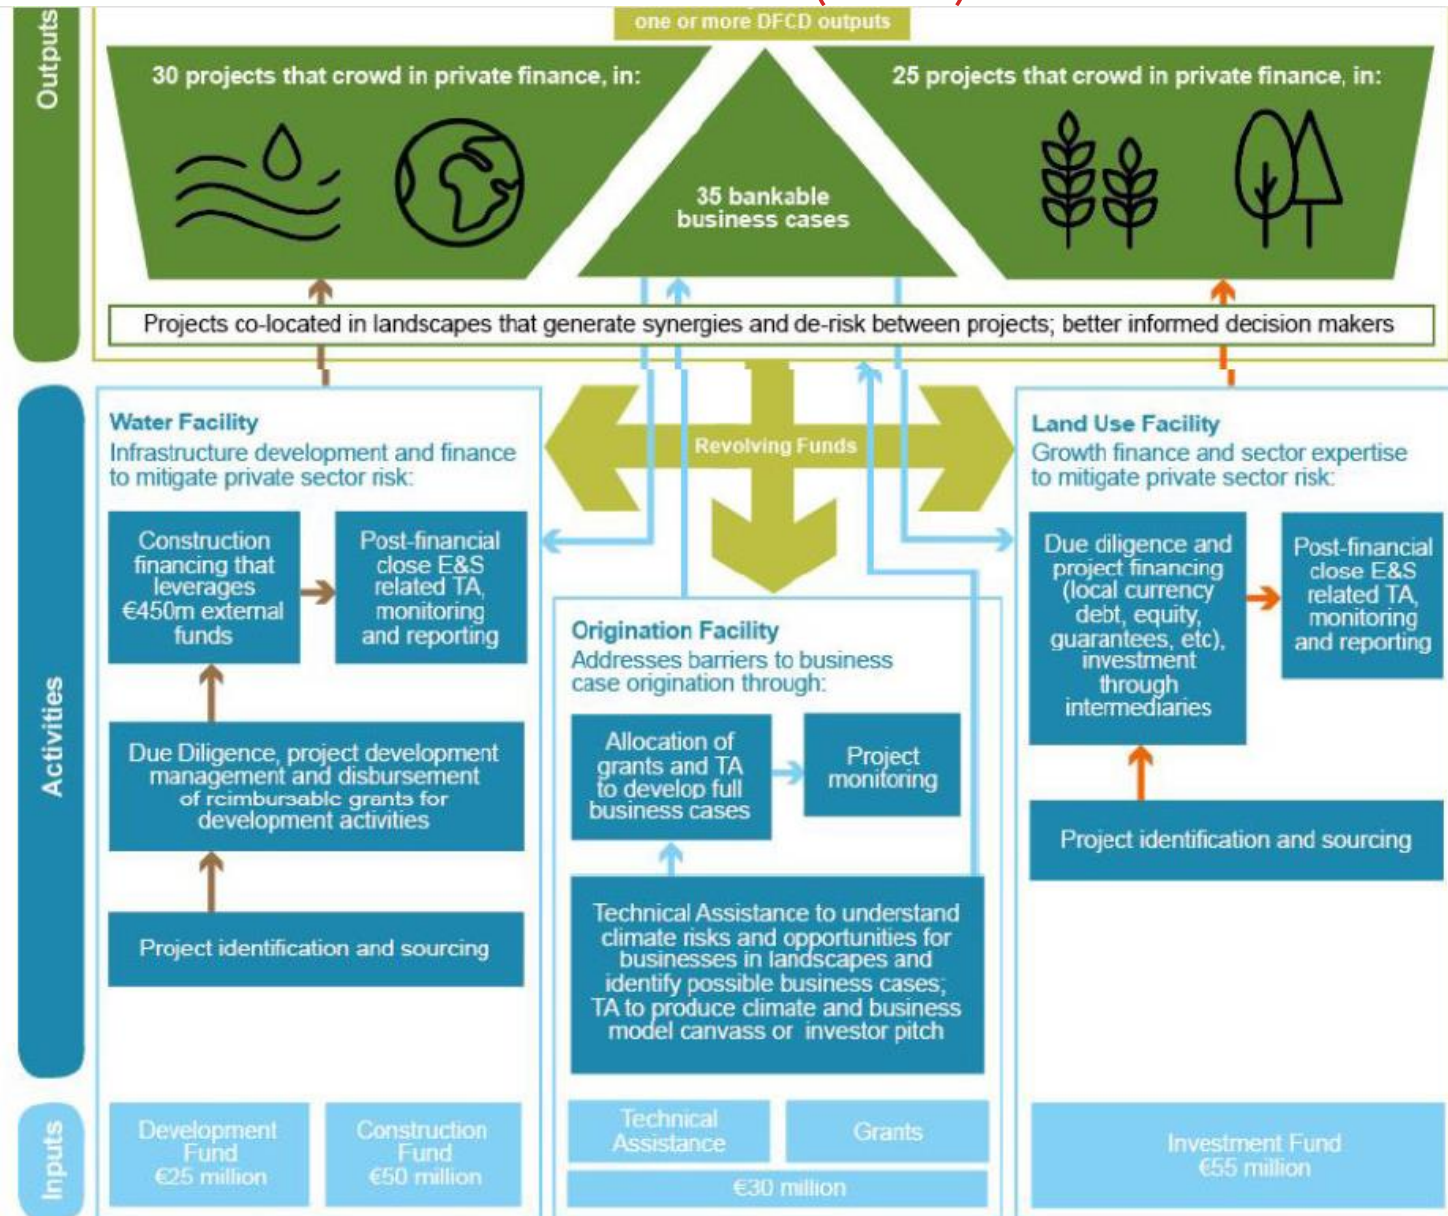 one or more DFCD outputs
Outputs
30 projects that crowd in private finance, in:
35 bankable
business cases
25 projects that crowd in private finance, in:
Projects co-located in landscapes that generate synergies and de-risk between projects; better informed decision makers
Activities
Water Facility
Infrastructure development and finance
to mitigate private sector risk:
Construction
financing that
leverages
€450m external
funds
Post-financial
close E&S
related TA,
monitoring
and reporting
Due Diligence, project development
management and disbursement
of reimbursable grants for
development activities
Project identification and sourcing
Revolving Funds
Origination Facility
Addresses barriers to business
case origination through:
Allocation of
grants and TA
to develop full
business cases
Project
monitoring
Technical Assistance to understand
climate risks and opportunities for
businesses in landscapes and
identify possible business cases;
TA to produce climate and business
model canvass or investor pitch
Land Use Facility
Growth finance and sector expertise
to mitigate private sector risk:
Due diligence and
project financing
(local currency
debt, equity,
guarantees, etc),
investment
through
intermediaries
Post-financial
close E&S
related TA,
monitoring
and reporting
Project identification and sourcing
Inputs
Development
Fund
€25 million
Construction
Fund
€50 million
Technical
Assistance
Grants
€30 million
Investment Fund
€55 million